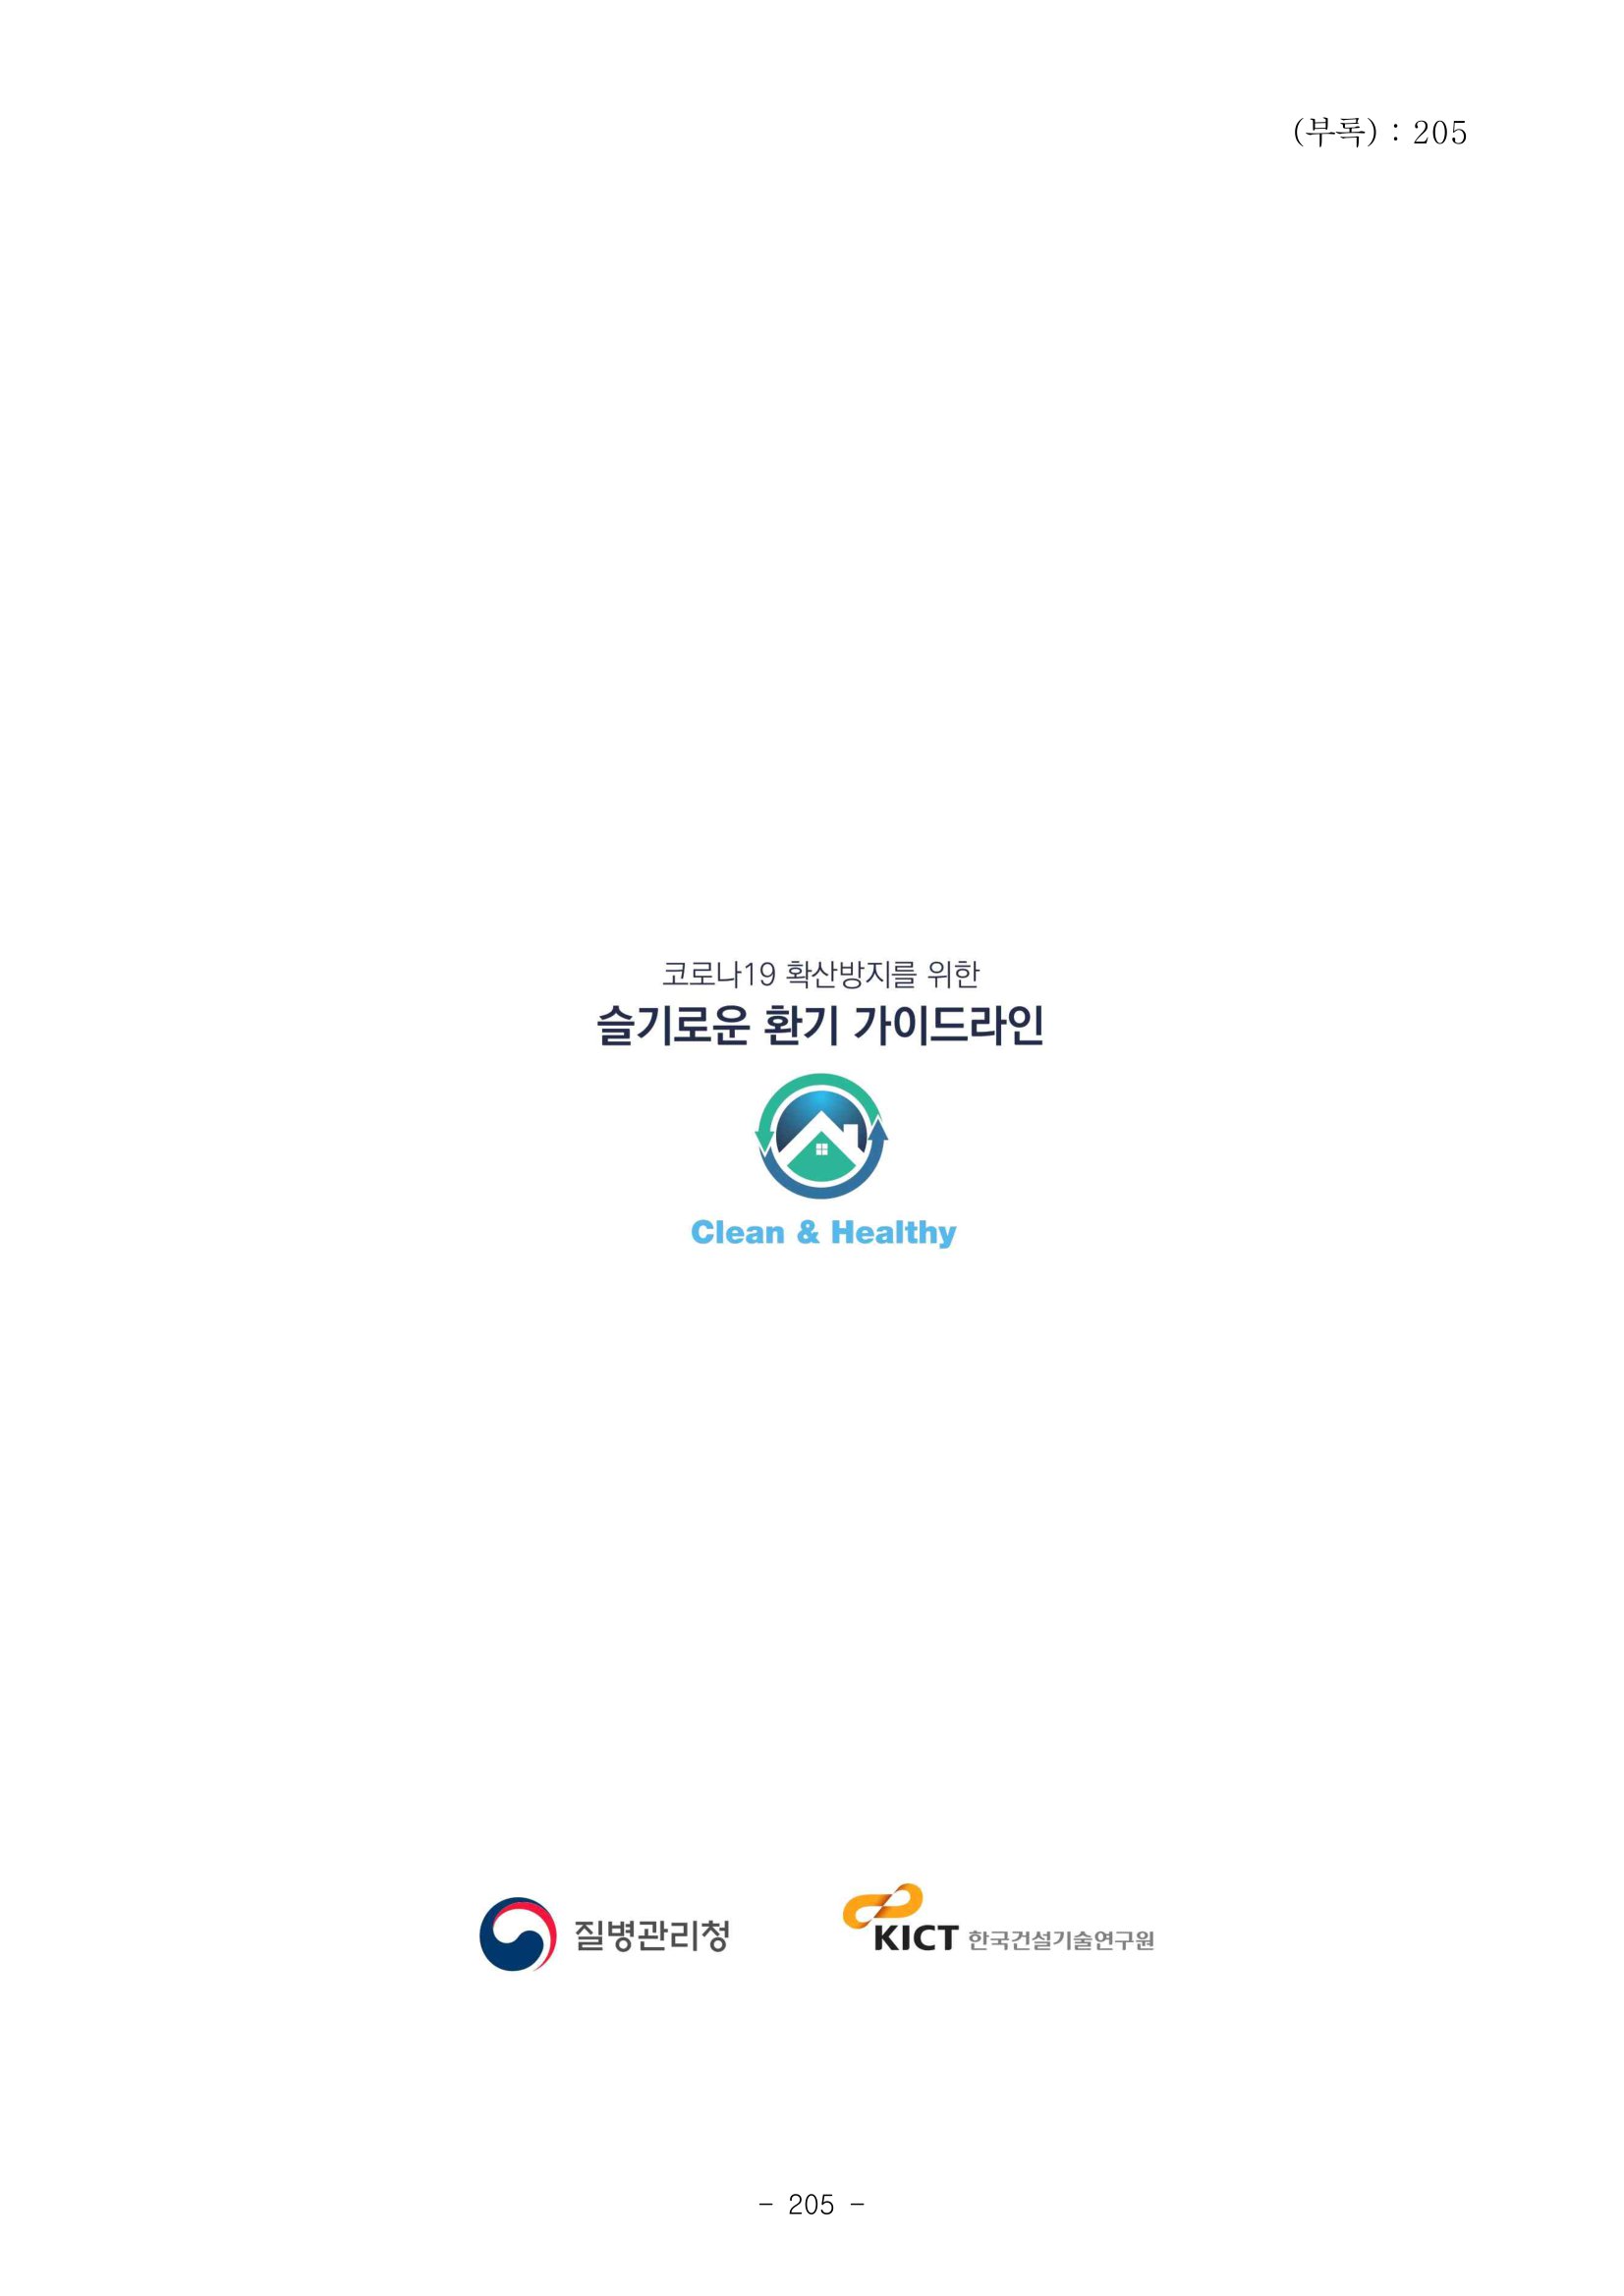 (부록) : 205
코로나19 확산방지를 위한
슬기로운 환기 가이드라인
Clean & Healthy
질병관리청
KICT 한국건설기술연구원
- 205 -